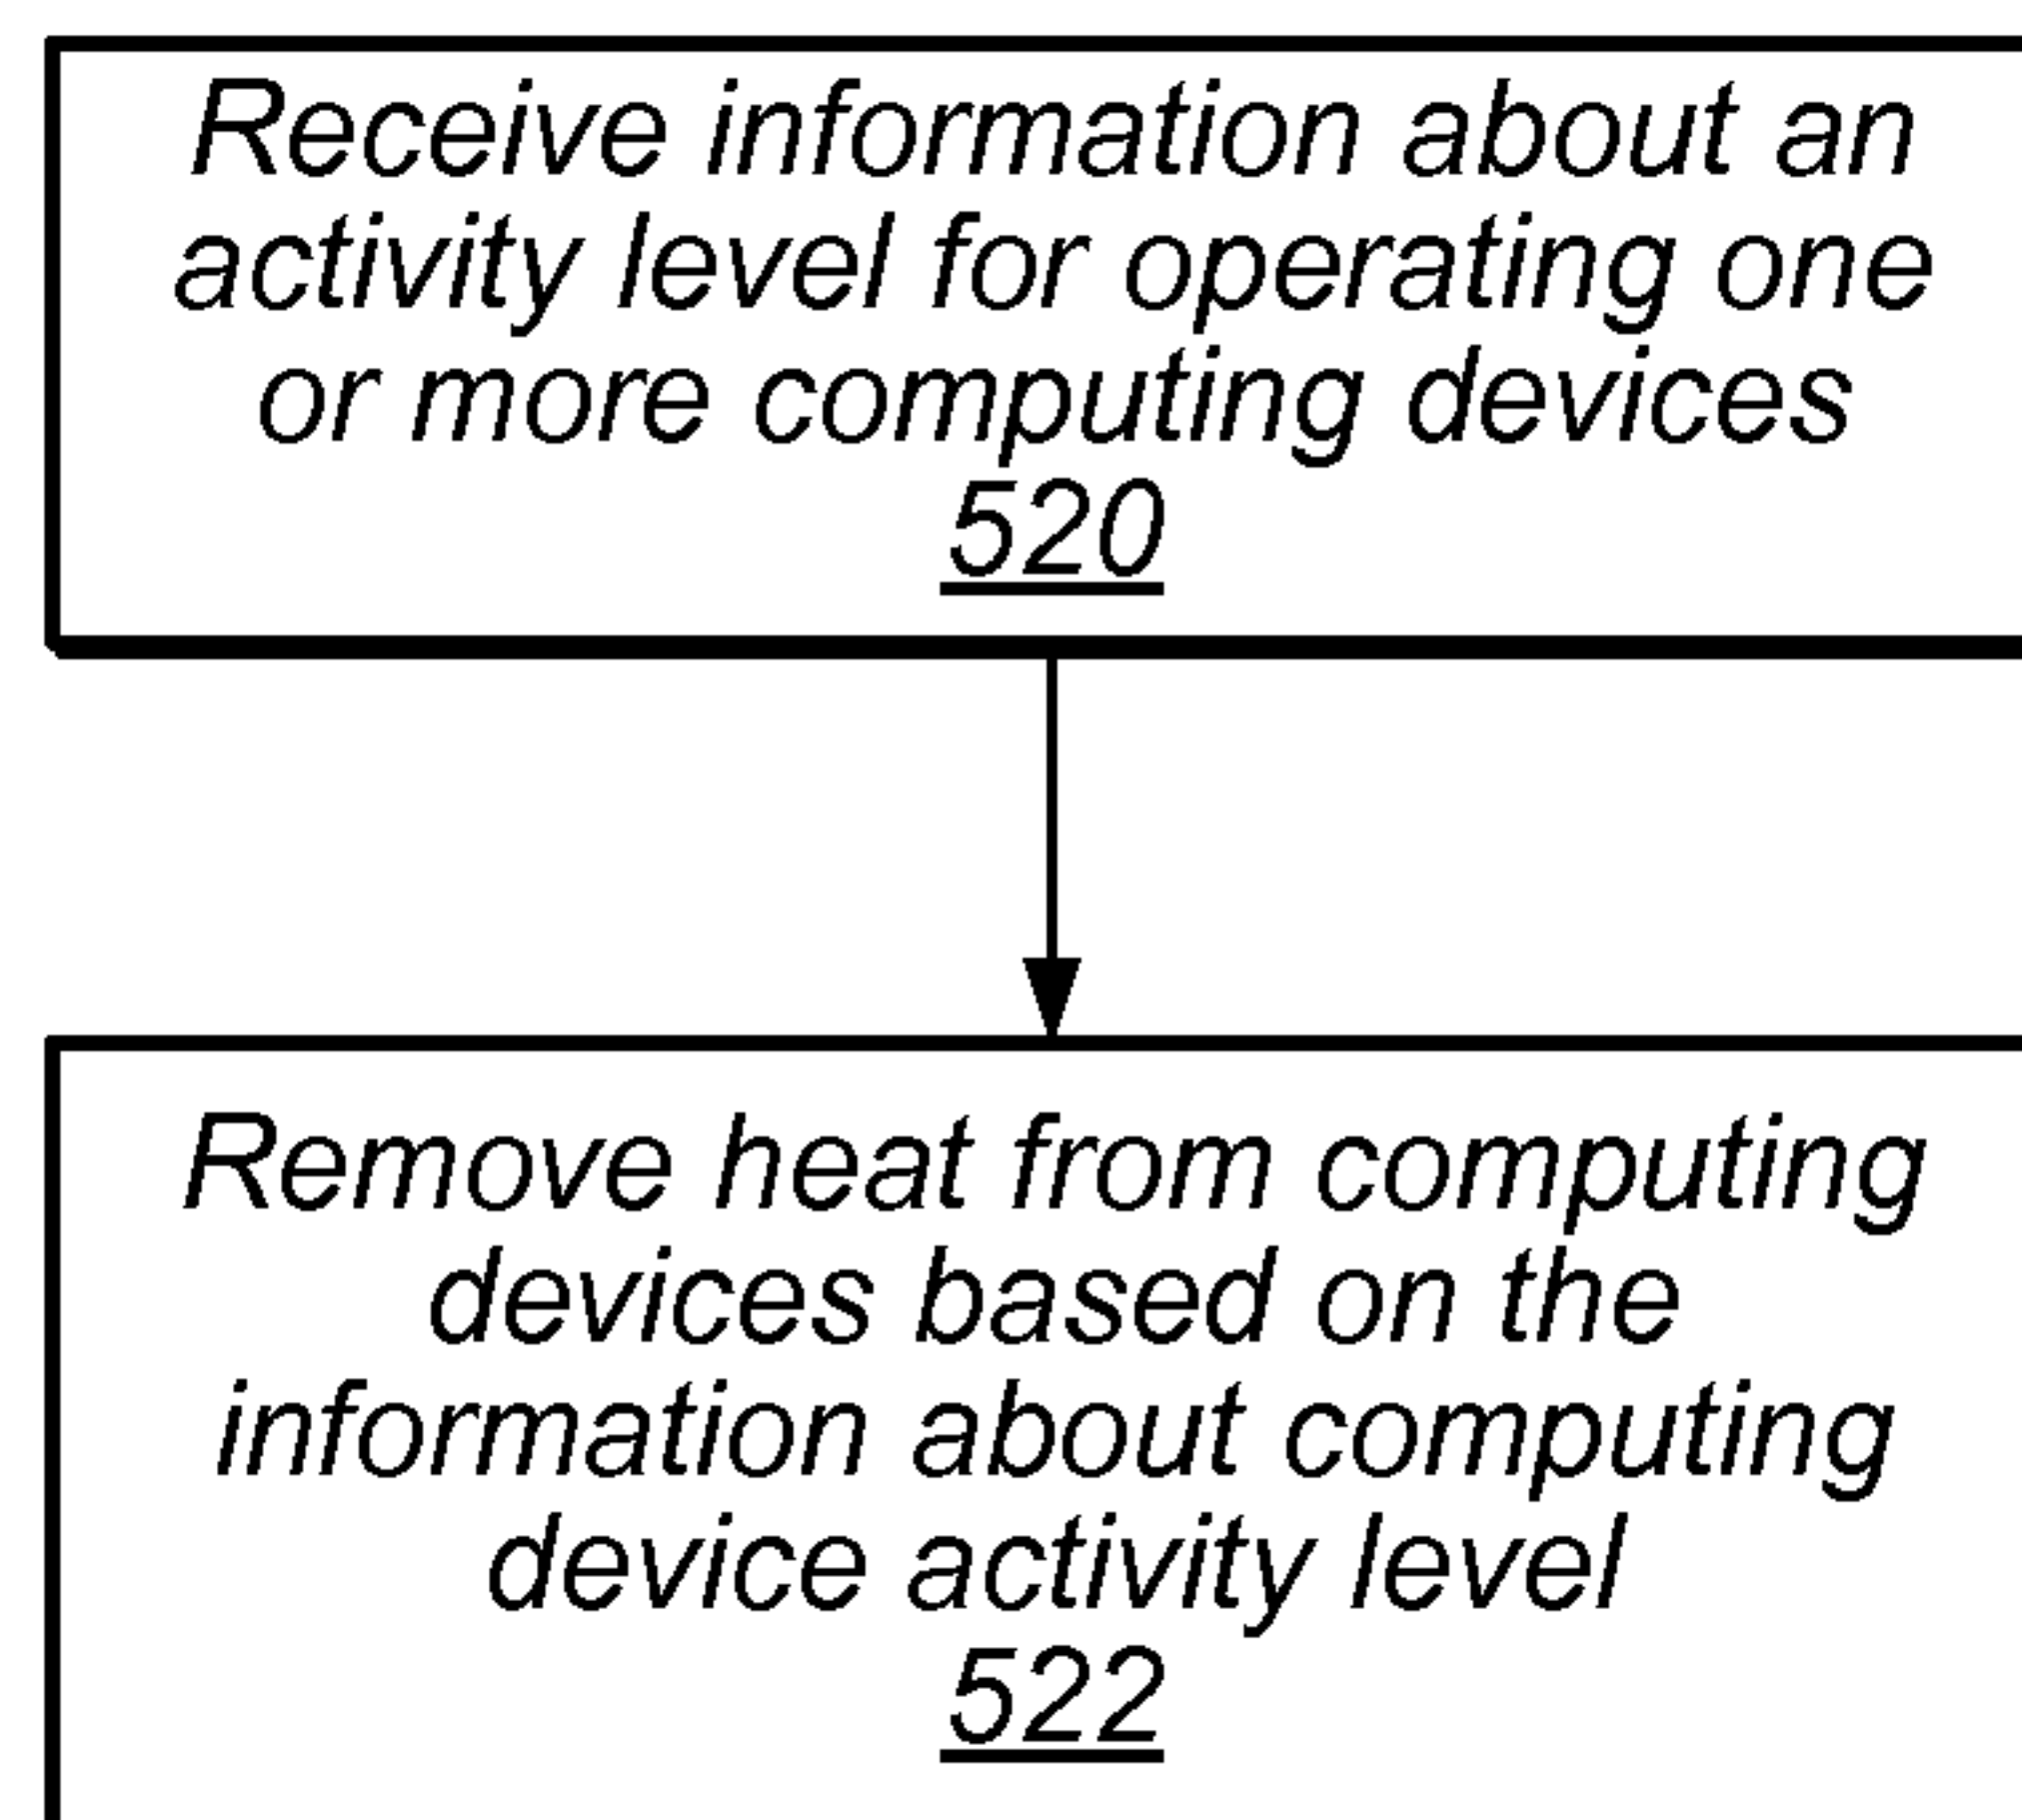 Receive information about an
activity level for operating one
or more computing devices
520
Remove heat from computing
devices based on the
information about computing
device activity level
522